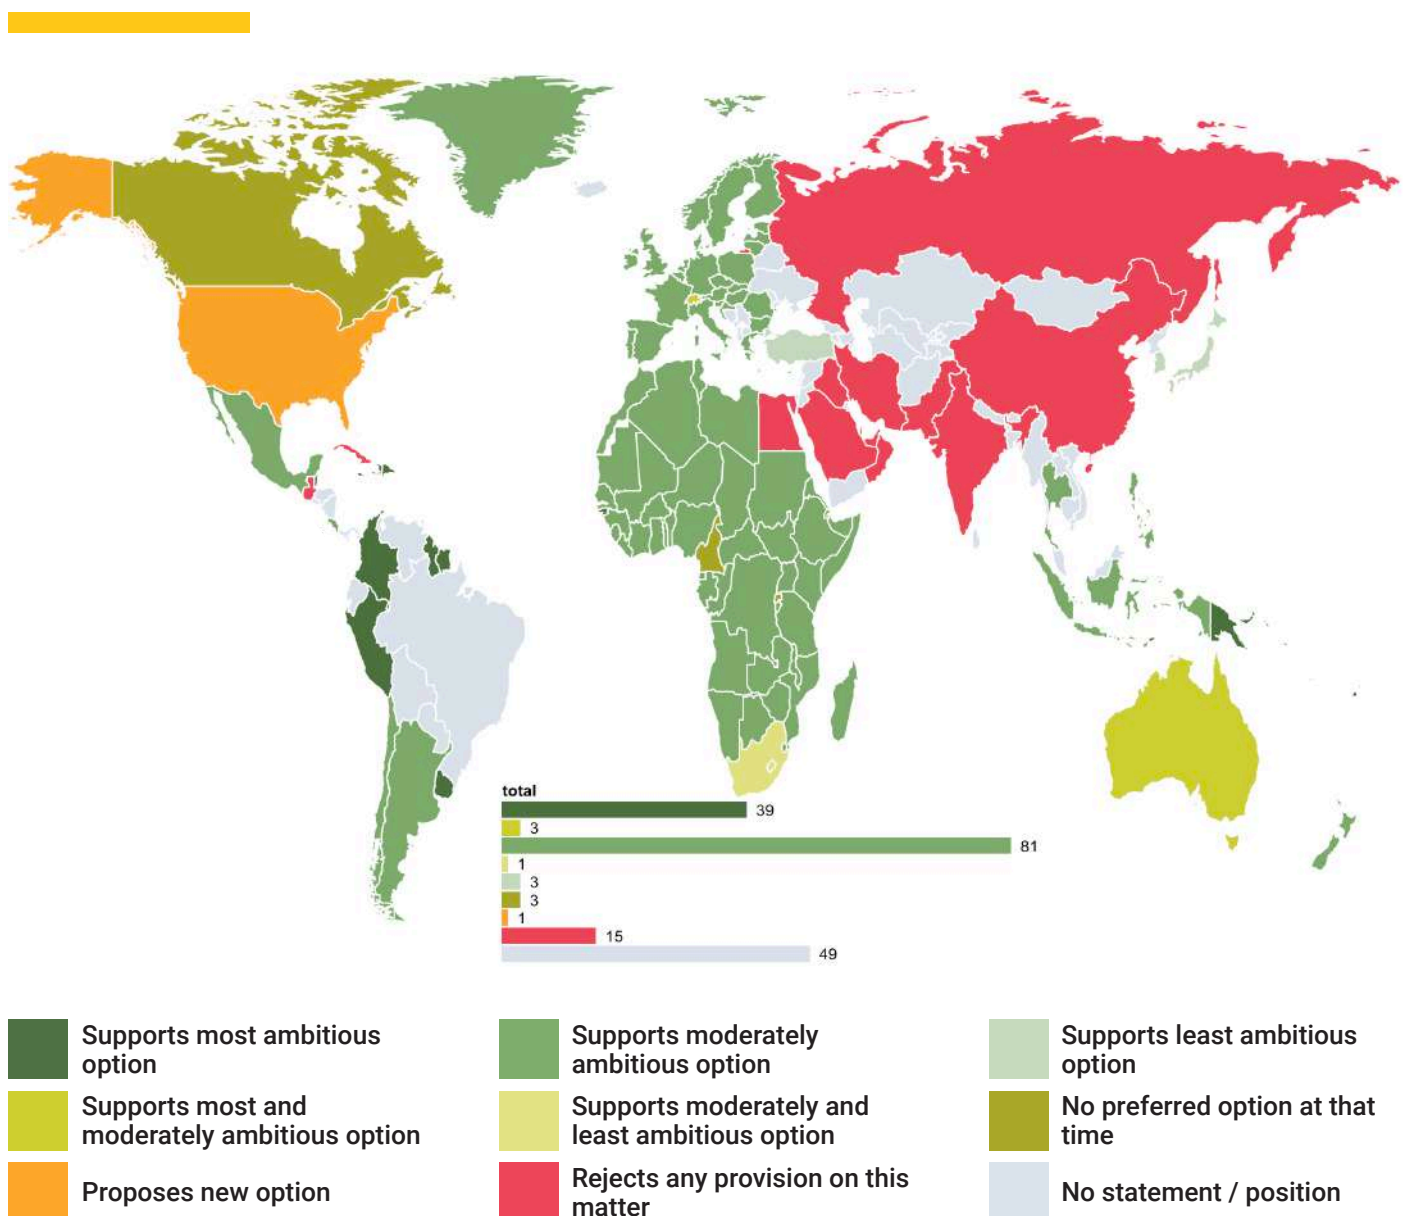 total
39
3
81
1
3
3
1
15
49
Supports most ambitious
option
Supports moderately
ambitious option
Supports least ambitious
option
Supports most and
moderately ambitious option
Supports moderately and
least ambitious option
No preferred option at that
time
Proposes new option
Rejects any provision on this
matter
No statement / position